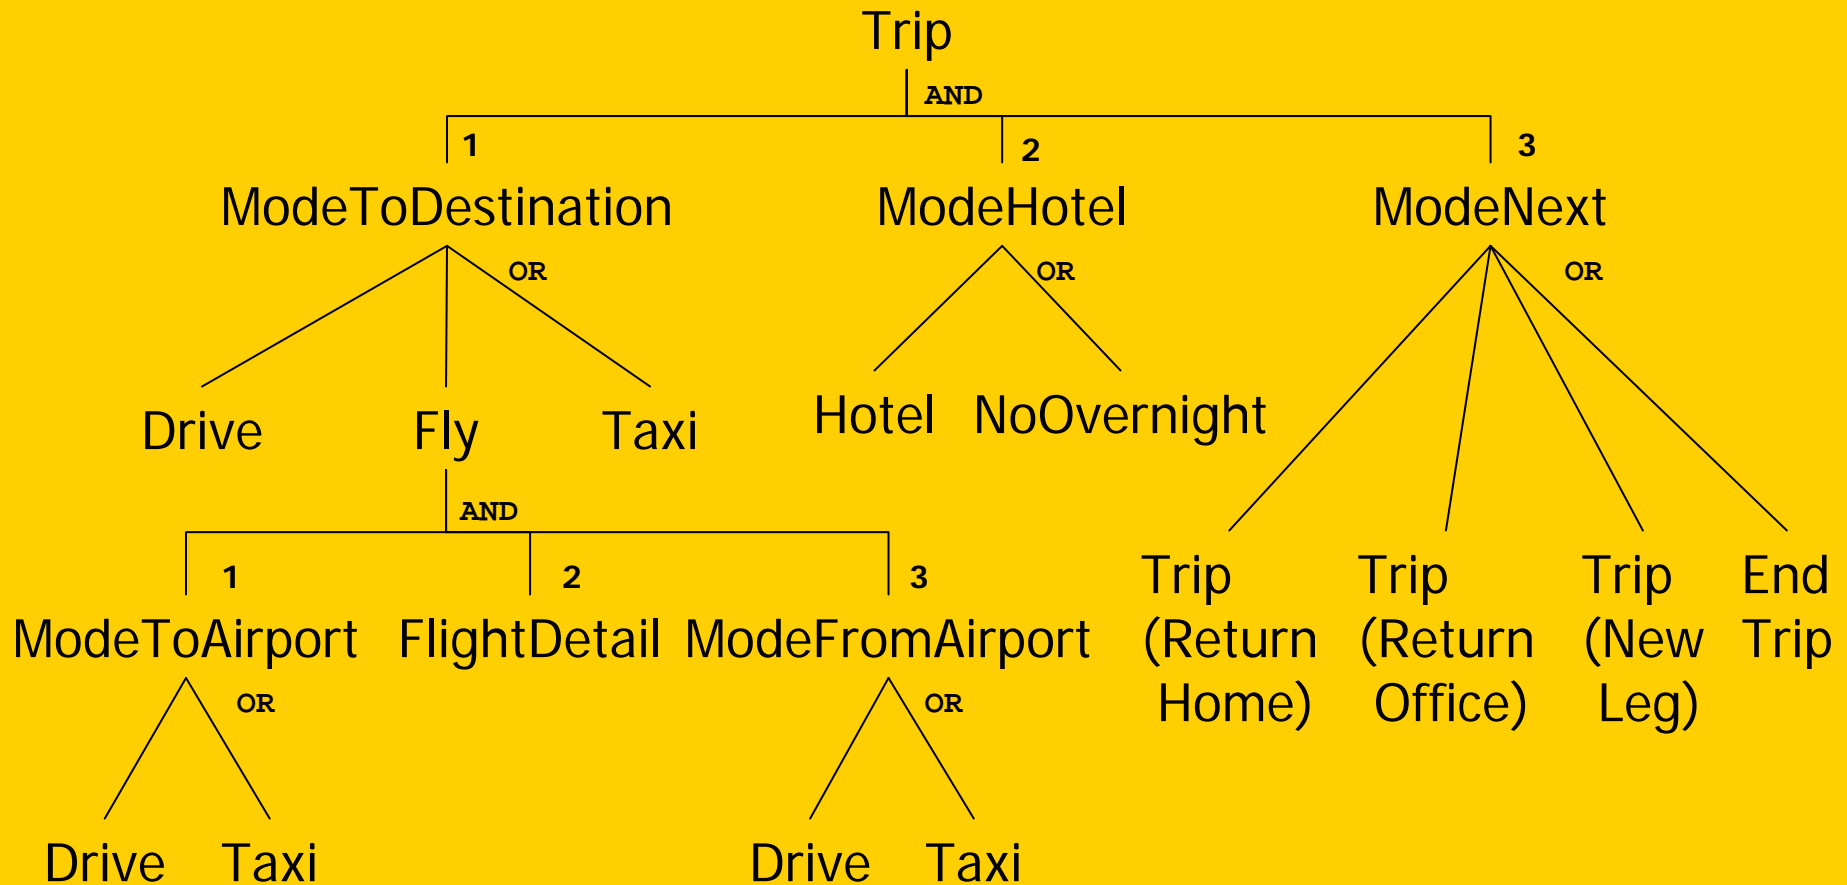 Trip
AND
1 2 3
ModeToDestination ModeHotel ModeNext
OR OR OR
Drive Fly Taxi Hotel NoOvernight
AND
1 2 3
ModeToAirport FlightDetail ModeFromAirport
OR OR
Drive Taxi Drive Taxi
Trip
(Return
Home)
Trip
(Return
Office)
Trip
(New
Leg)
End
Trip